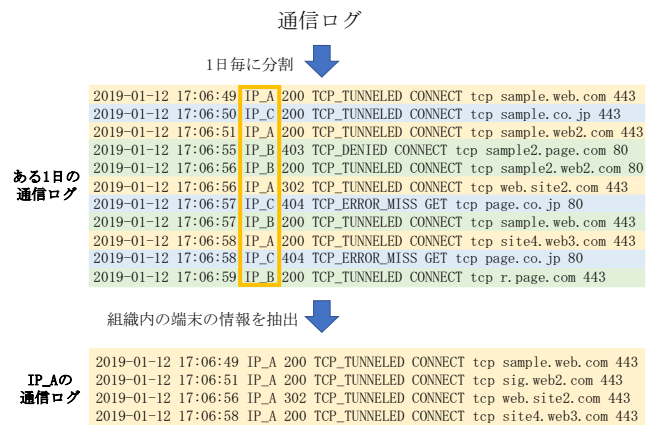 通信ログ
1日毎に分割
ある1日の
通信ログ
2019-01-12 17:06:49 IP_A 200 TCP_TUNNELED CONNECT tcp sample.web.com 443
2019-01-12 17:06:50 IP_C 200 TCP_TUNNELED CONNECT tcp sample.co.jp 443
2019-01-12 17:06:51 IP_A 200 TCP_TUNNELED CONNECT tcp sample.web2.com 443
2019-01-12 17:06:55 IP_B 403 TCP_DENIED CONNECT tcp sample2.page.com 80
2019-01-12 17:06:56 IP_B 200 TCP_TUNNELED CONNECT tcp sample2.web2.com 80
2019-01-12 17:06:56 IP_A 302 TCP_TUNNELED CONNECT tcp web.site2.com 443
2019-01-12 17:06:57 IP_C 404 TCP_ERROR_MISS GET tcp page.co.jp 80
2019-01-12 17:06:57 IP_B 200 TCP_TUNNELED CONNECT tcp sample.web.com 443
2019-01-12 17:06:58 IP_A 200 TCP_TUNNELED CONNECT tcp site4.web3.com 443
2019-01-12 17:06:58 IP_C 404 TCP_ERROR_MISS GET tcp page.co.jp 80
2019-01-12 17:06:59 IP_B 200 TCP_TUNNELED CONNECT tcp r.page.com 443
組織内の端末の情報を抽出
IP_Aの
通信ログ
2019-01-12 17:06:49 IP_A 200 TCP_TUNNELED CONNECT tcp sample.web.com 443
2019-01-12 17:06:51 IP_A 200 TCP_TUNNELED CONNECT tcp sig.web2.com 443
2019-01-12 17:06:56 IP_A 302 TCP_TUNNELED CONNECT tcp web.site2.com 443
2019-01-12 17:06:58 IP_A 200 TCP_TUNNELED CONNECT tcp site4.web3.com 443